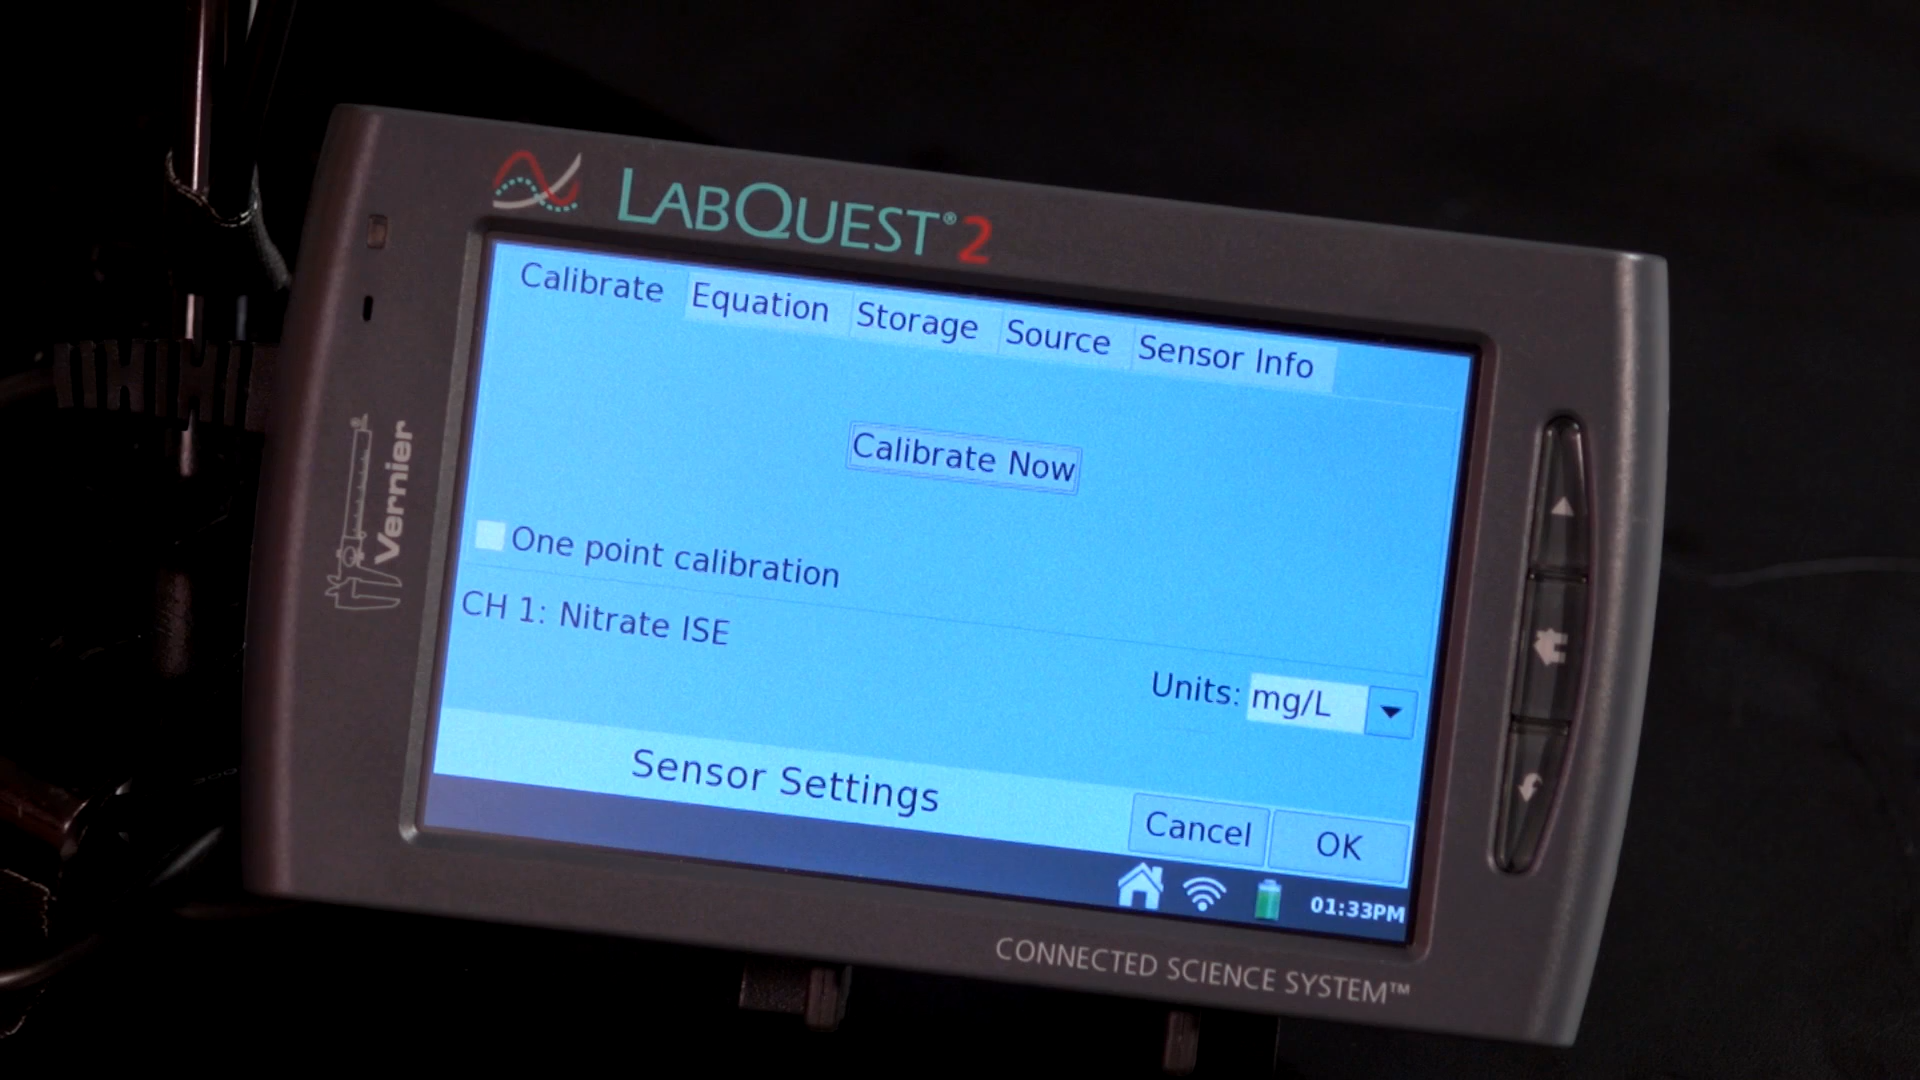 LABQUEST® 2
Calibrate Equation Storage Source Sensor Info
Calibrate Now
One point calibration
CH 1: Nitrate ISE
Units: mg/L
Sensor Settings
Cancel OK
01:33PM
Vernier
CONNECTED SCIENCE SYSTEM™